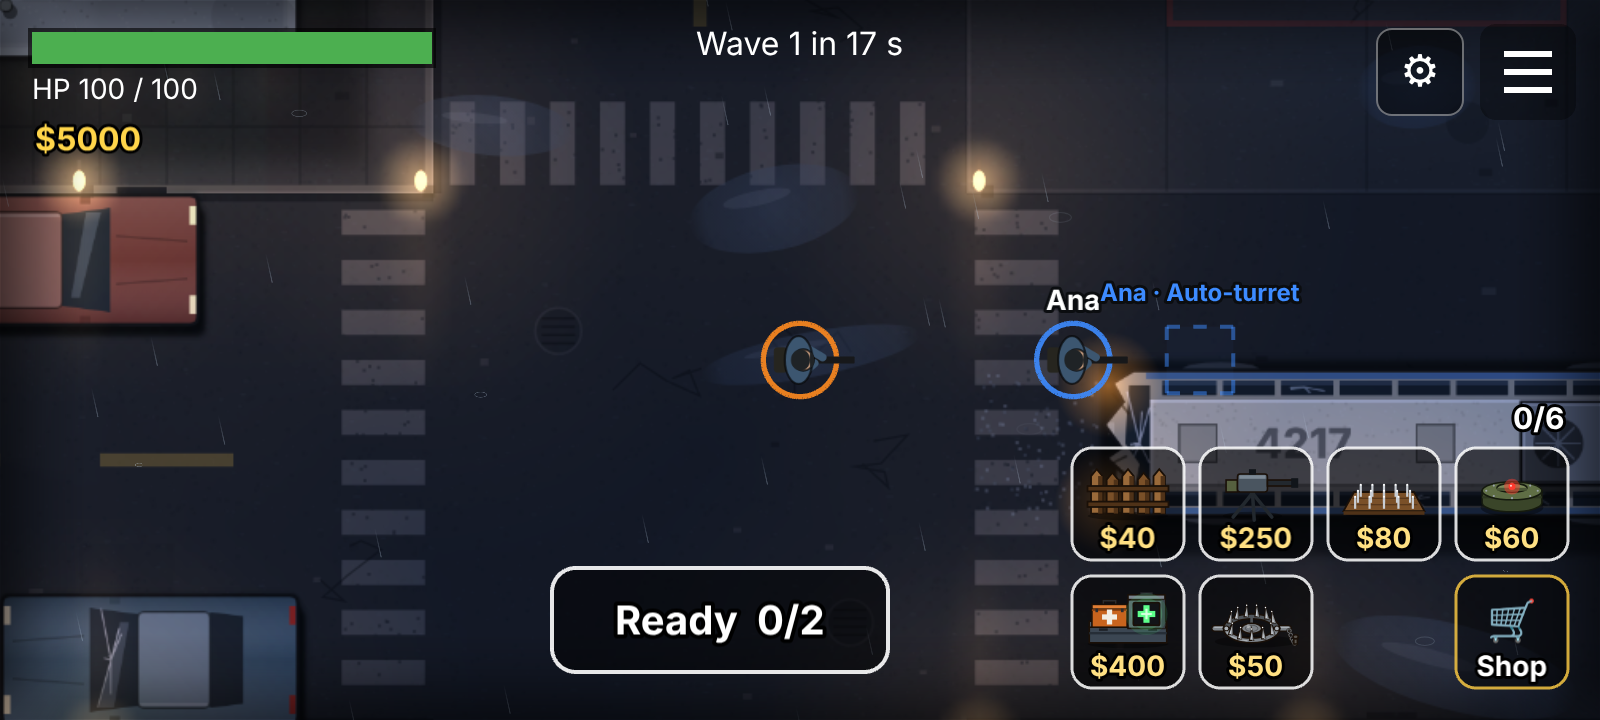 Wave 1 in 17 s
HP 100 / 100
$5000
Ana
Ana · Auto-turret
0/6
4217
$40
$250
$80
$60
Ready 0/2
$400
$50
Shop